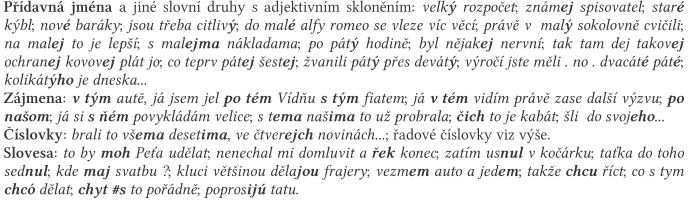 Přídavná jména a jiné slovní druhy s adjektivním skloněním: velký rozpočet; známej spisovatel; staré
kýbl; nové baráky; jsou třeba citlivý; do malé alfy romeo se vleze víc věcí; právě v malý sokolovně cvičili;
na malej to je lepší; s malejma nákladama; po pátý hodině; byl nějakej nervní; tak tam dej takovej
ochranej kovovej plát jo; co teprv pátej šestej; žvanili pátý přes devátý; výročí jste měli . no . dvacáté páté;
kolikátýho je dneska...
Zájmena: v tým autě, já jsem jel po tém Vídňu s tým fiatem; já v tém vidím právě zase další výzvu; po
našom; já si s ňém povykládám velice; s tema našima to už probrala; čich to je kabát; šli do svojeho...
Číslovky: brali to všema desetima, ve čtverejch novinách...; řadové číslovky viz výše.
Slovesa: to by moh Peťa udělat; nenechal mi domluvit a řek konec; zatím usnul v kočárku; taťka do toho
sednul; kde maj svatbu ?; kluci většinou dělajou frajery; vezmem auto a jedem; takže chcu říct; co s tym
chcó dělat; chyt #s to pořádně; poprosijú tatu.